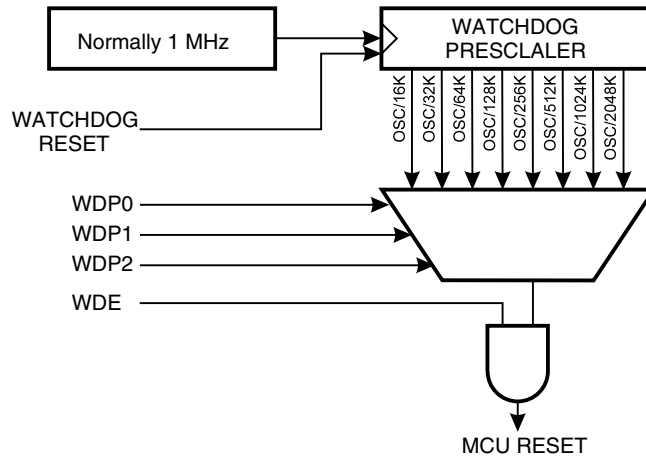 Normally 1 MHz
WATCHDOG
PRESCLALER
OSC/16K
OSC/32K
OSC/64K
OSC/128K
OSC/256K
OSC/512K
OSC/1024K
OSC/2048K
WATCHDOG
RESET
WDP0
WDP1
WDP2
WDE
MCU RESET